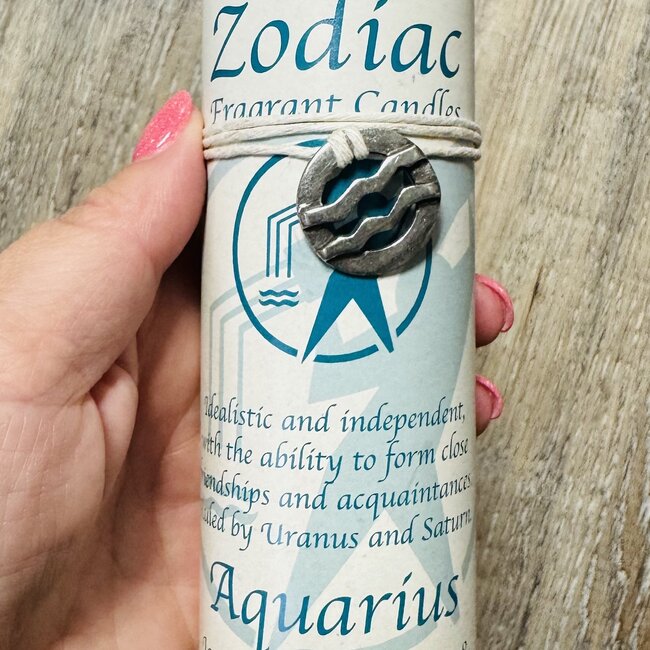 Zodiac
Fragrant Candles
Idealistic and independent,
with the ability to form close
friendships and acquaintances.
Ruled by Uranus and Saturn.
Aquarius